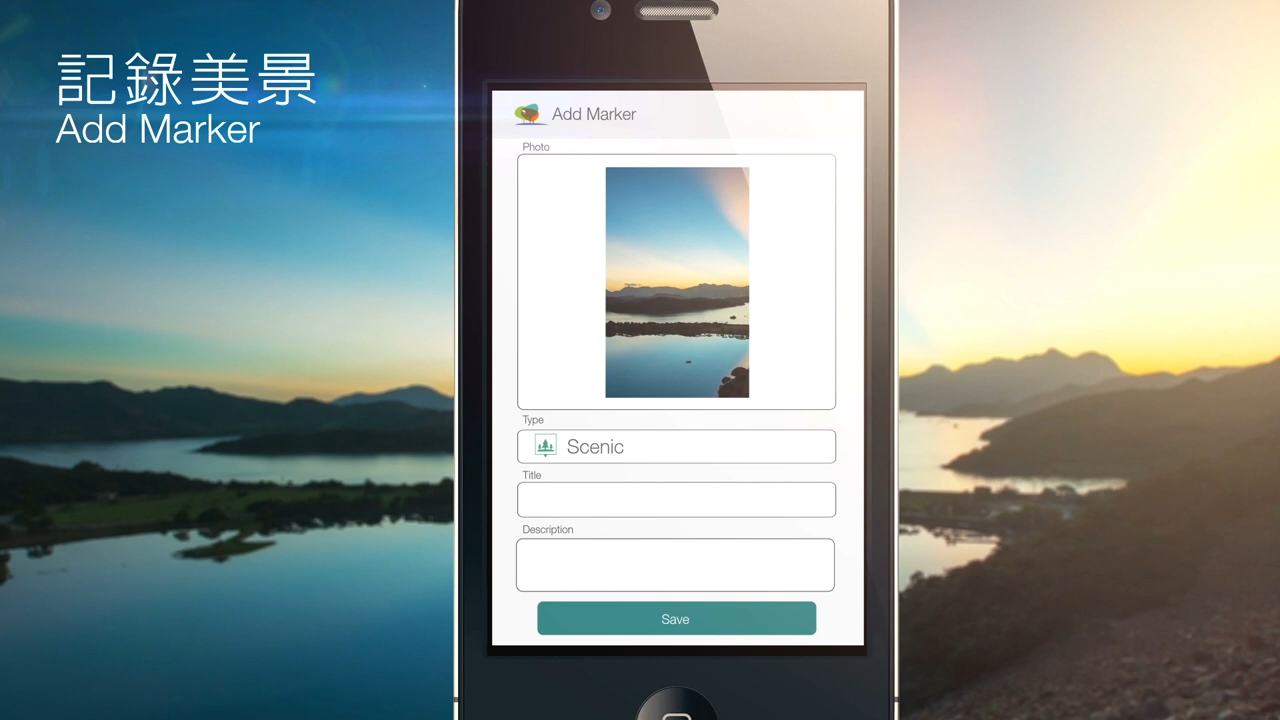 記錄美景
Add Marker
Add Marker
Photo
Type
Scenic
Title
Description
Save